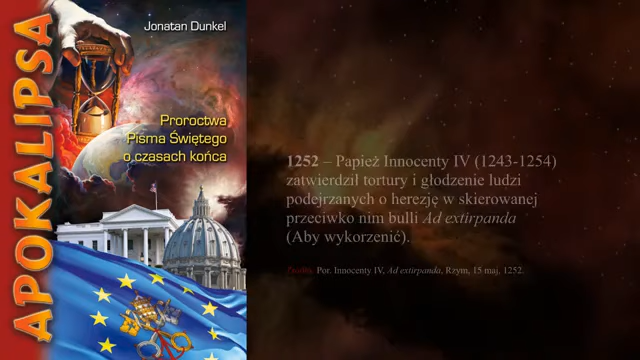 APOKALIPSA
Jonatan Dunkel
Proroctwa
Pisma Świętego
o czasach końca
1252 – Papież Innocenty IV (1243-1254)
zatwierdził tortury i głodzenie ludzi
podejrzanych o herezję w skierowanej
przeciwko nim bulli Ad extirpanda
(Aby wykorzenić).
Por. Innocenty IV, Ad extirpanda, Rzym, 15 maj, 1252.